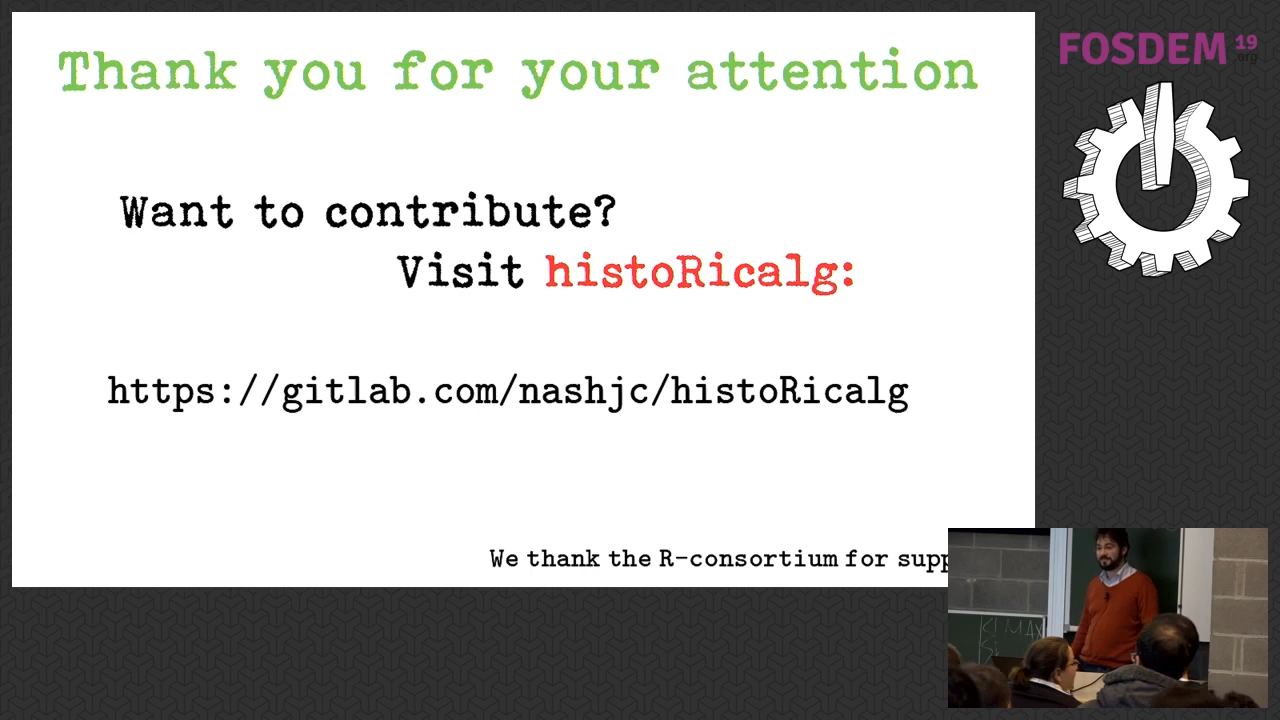 Thank you for your attention
FOSDEM 19
.org
Want to contribute?
Visit histoRicalg:
https://gitlab.com/nashjc/histoRicalg
We thank the R-consortium for supp